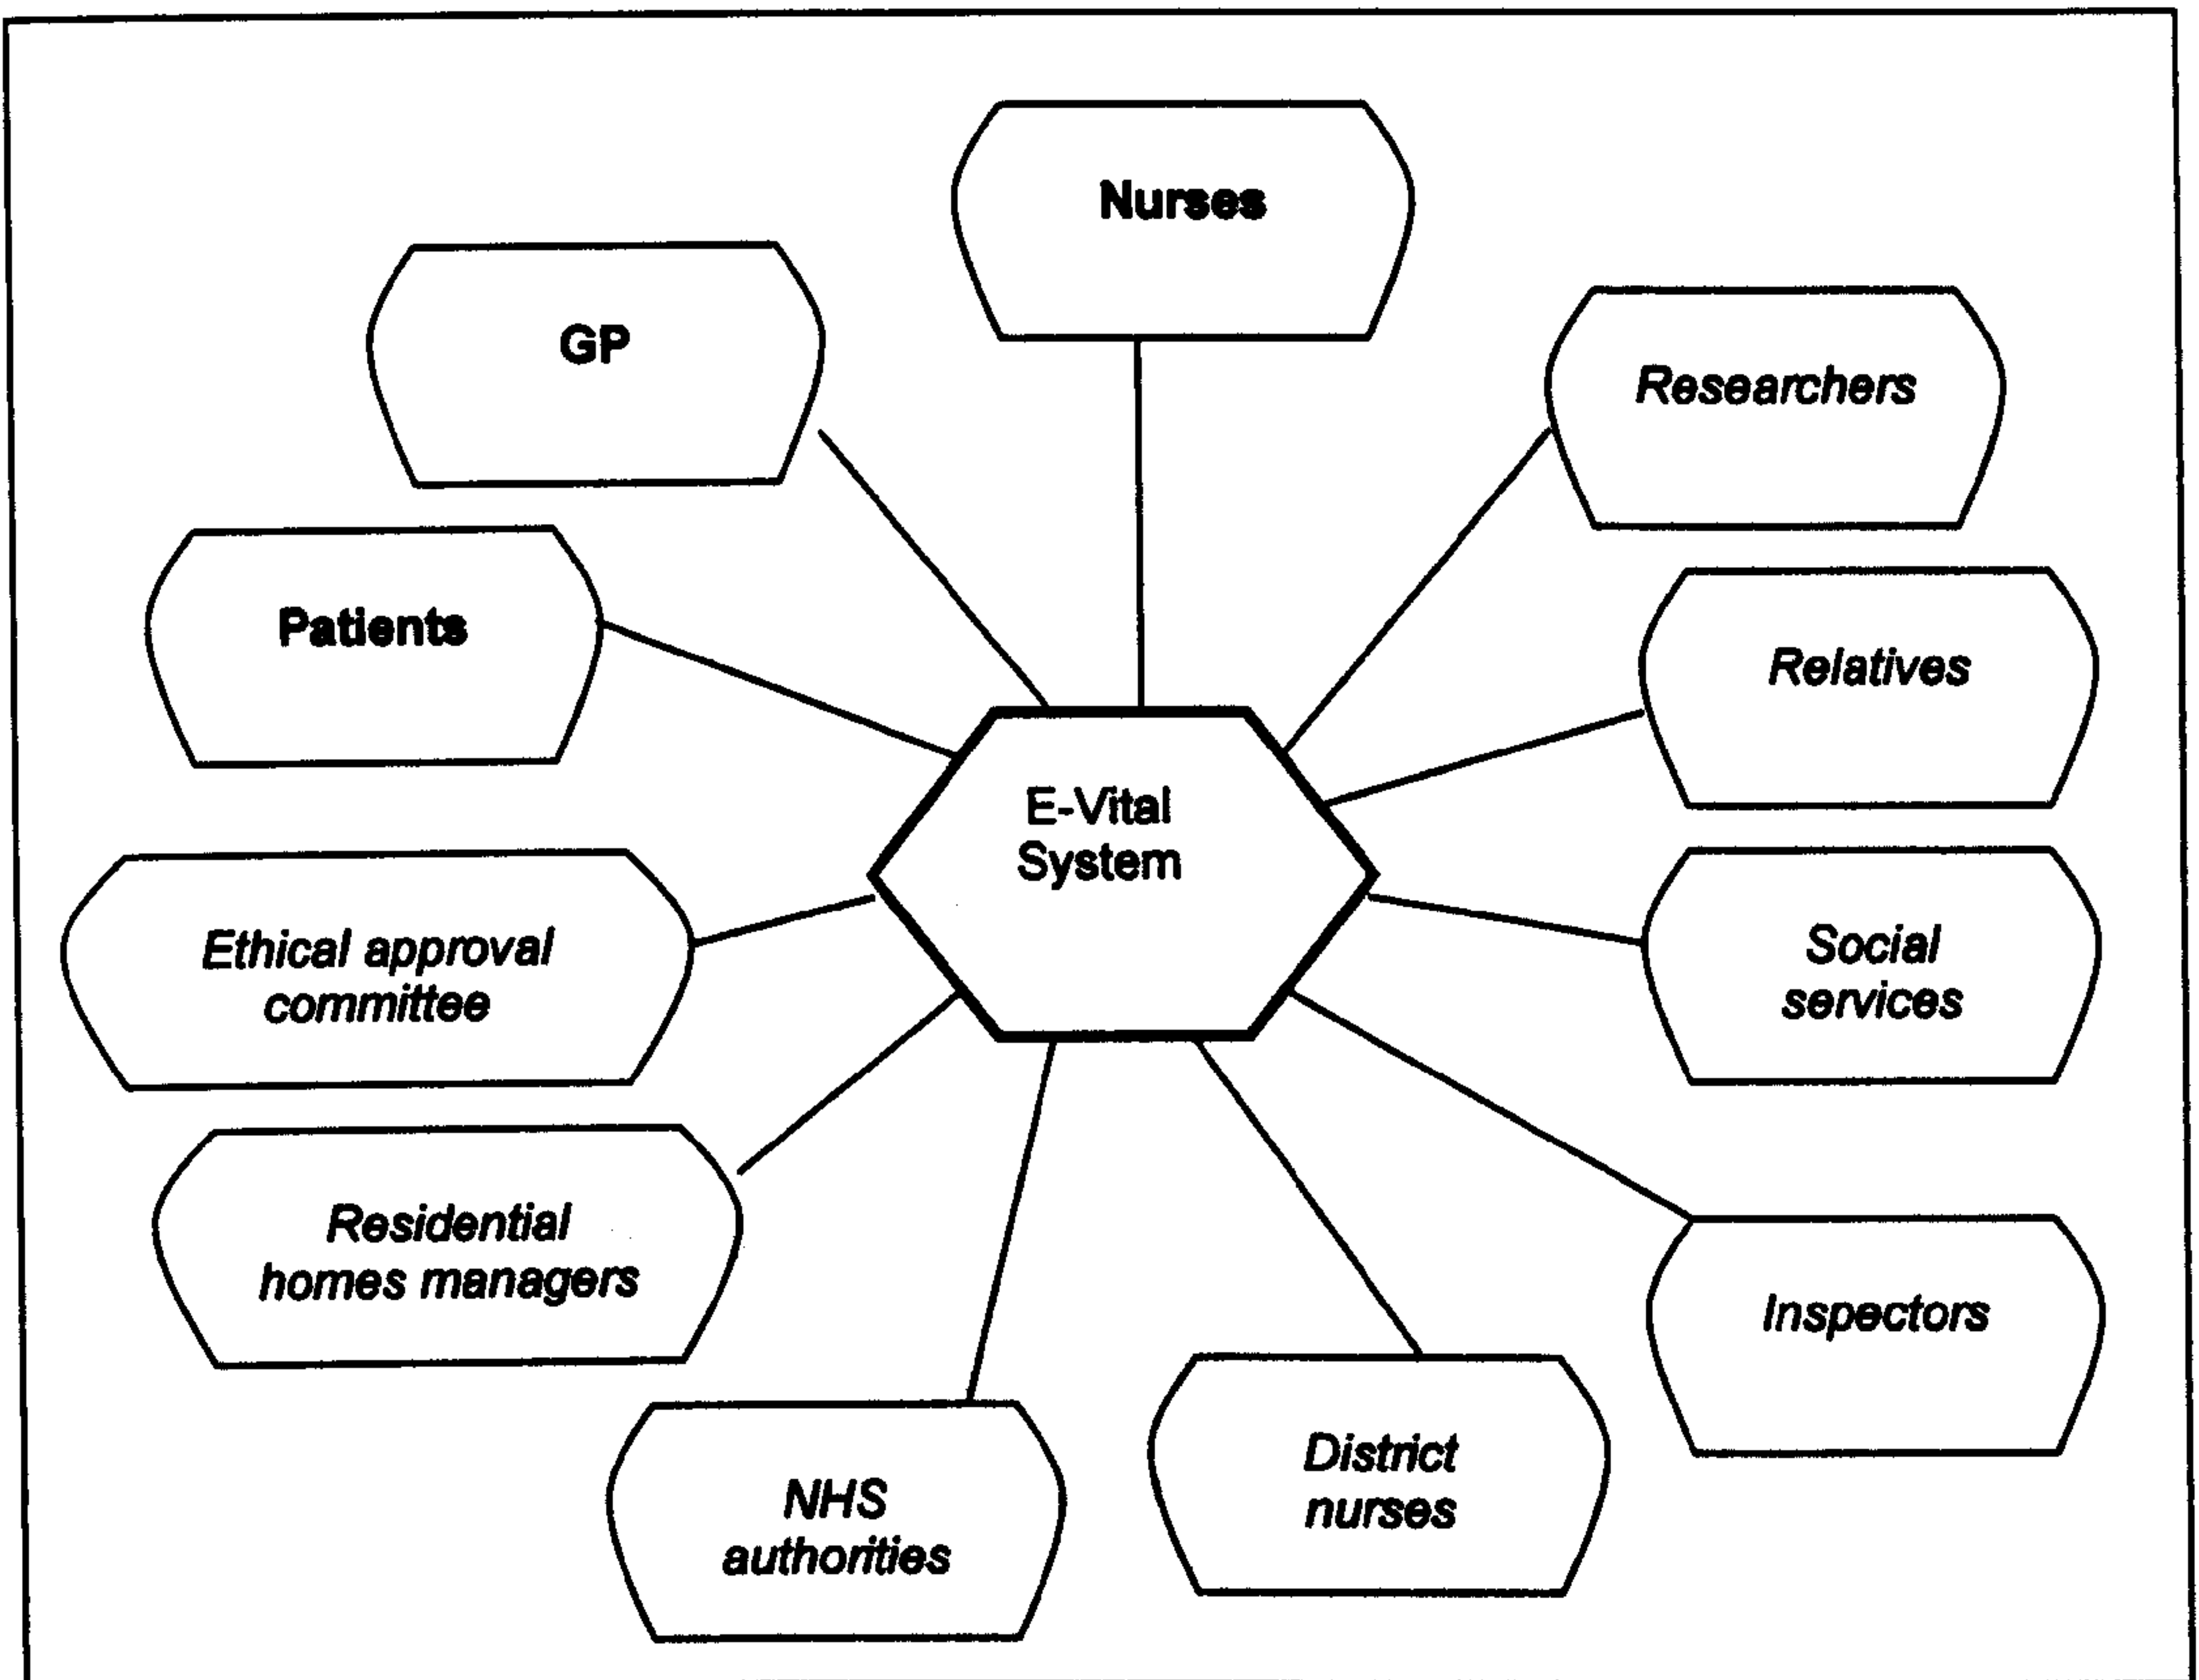 Nurses
GP
Researchers
Patients
Relatives
E-Vital
System
Ethical approval
committee
Social
services
Residential
homes managers
Inspectors
NHS
authorities
District
nurses